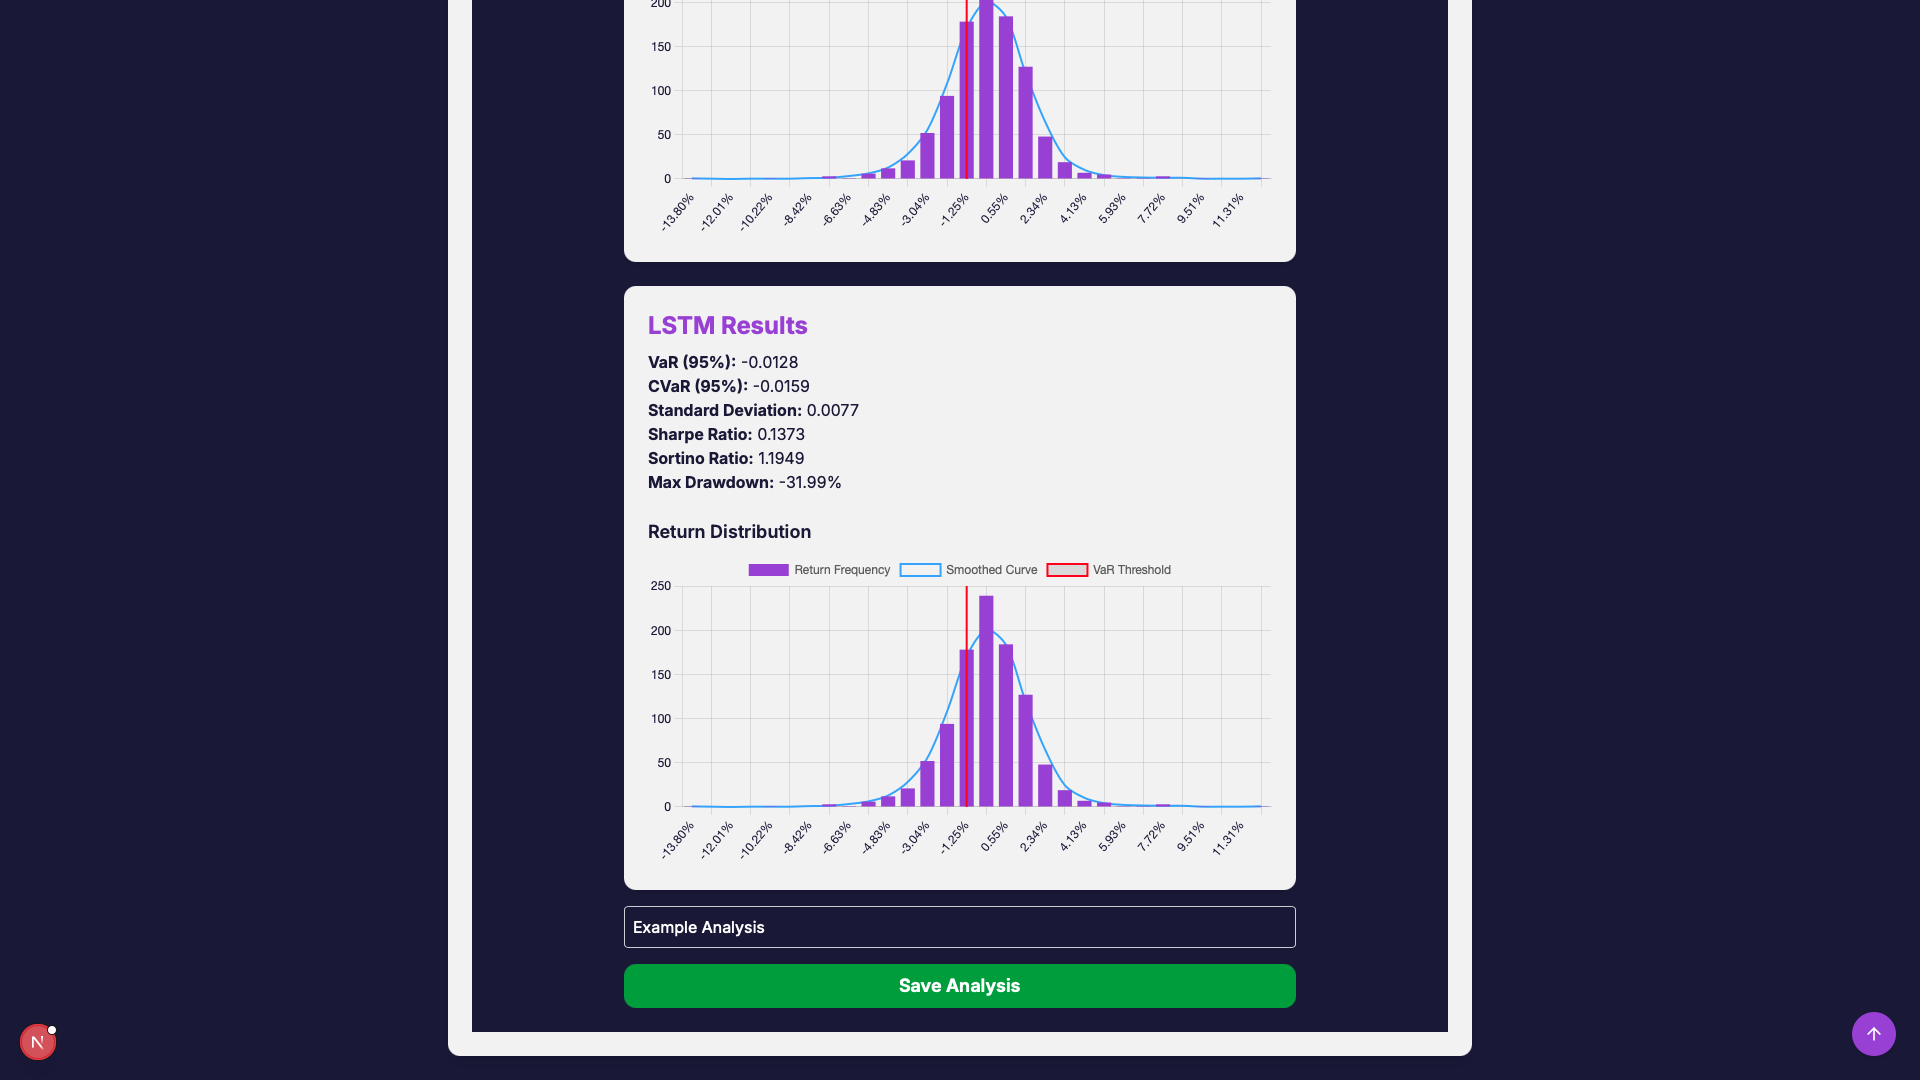 200
150
100
50
0
-13.80% -12.01% -10.22% -8.42% -6.63% -4.83% -3.04% -1.25% 0.55% 2.34% 4.13% 5.93% 7.72% 9.51% 11.31%
LSTM Results
VaR (95%): -0.0128
CVaR (95%): -0.0159
Standard Deviation: 0.0077
Sharpe Ratio: 0.1373
Sortino Ratio: 1.1949
Max Drawdown: -31.99%
Return Distribution
Return Frequency Smoothed Curve VaR Threshold
250
200
150
100
50
0
-13.80% -12.01% -10.22% -8.42% -6.63% -4.83% -3.04% -1.25% 0.55% 2.34% 4.13% 5.93% 7.72% 9.51% 11.31%
Example Analysis
Save Analysis
N